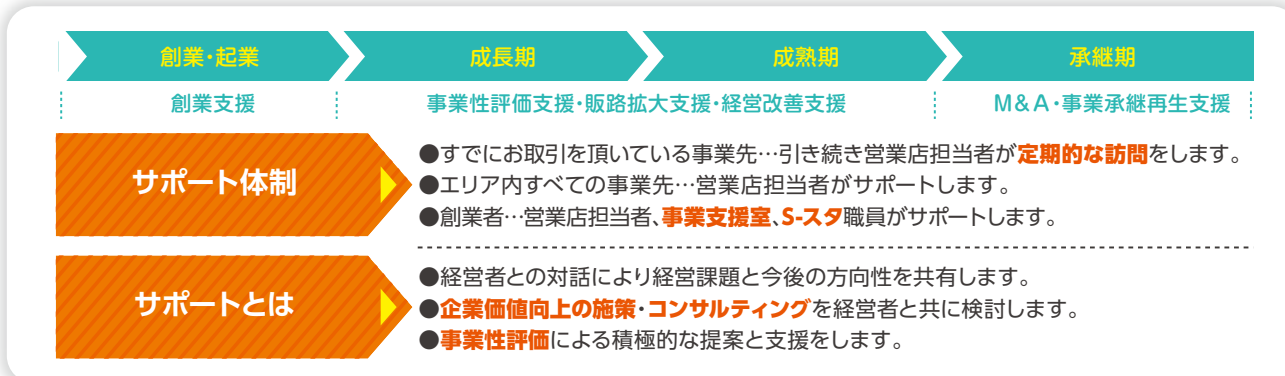 創業・起業
成長期
成熟期
承継期
創業支援
事業性評価支援・販路拡大支援・経営改善支援
M&A・事業承継再生支援
サポート体制
●すでにお取引を頂いている事業先…引き続き営業店担当者が定期的な訪問をします。
●エリア内すべての事業先…営業店担当者がサポートします。
●創業者…営業店担当者、事業支援室、S-スタ職員がサポートします。
サポートとは
●経営者との対話により経営課題と今後の方向性を共有します。
●企業価値向上の施策・コンサルティングを経営者と共に検討します。
●事業性評価による積極的な提案と支援をします。